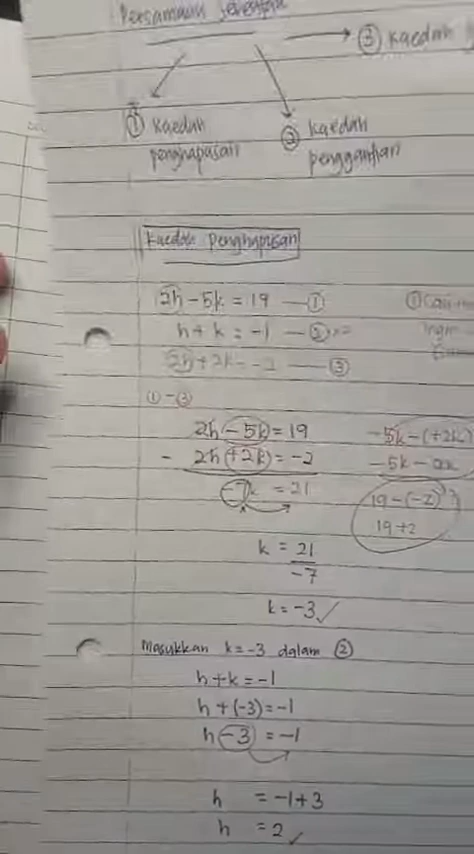 Persamaan
③ Kaedah
① Kaedah
penghapusan
② Kaedah
penggantian
Kaedah Penghapusan
2h - 5k = 19 — ①
h + k = -1 — ② ×2
2h + 2k = -2 — ③
① - ③
2h - 5k = 19
- 2h + 2k = -2
-7k = 21
-5k - (+2k)
-5k - 2k
19 - (-2)
19 + 2
k = 21
-7
k = -3 ✓
Masukkan k = -3 dalam ②
h + k = -1
h + (-3) = -1
h - 3 = -1
h = -1 + 3
h = 2 ✓